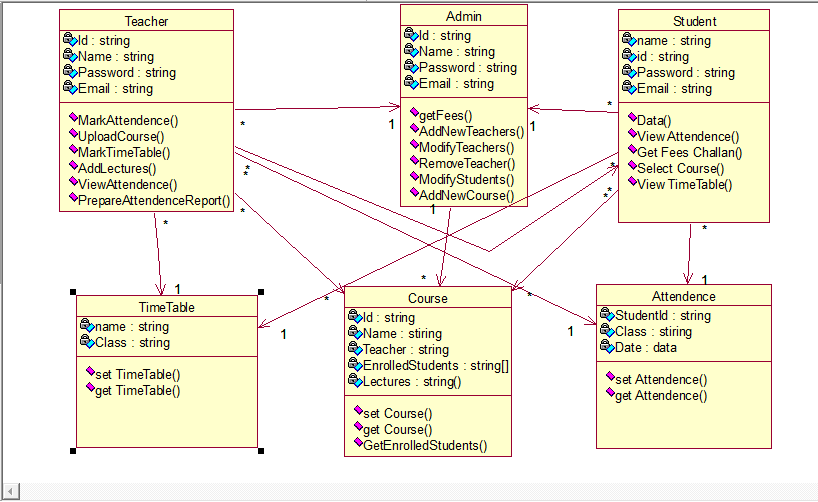 Teacher
Id : string
Name : string
Password : string
Email : string
MarkAttendence()
UploadCourse()
MarkTimeTable()
AddLectures()
ViewAttendence()
PrepareAttendenceReport()
Admin
Id : string
Name : string
Password : string
Email : string
getFees()
AddNewTeachers()
ModifyTeachers()
RemoveTeacher()
ModifyStudents()
AddNewCourse()
Student
name : string
id : string
Password : string
Email : string
Data()
View Attendence()
Get Fees Challan()
Select Course()
View TimeTable()
*
1
*
1
*
*
*
*
*
*
1
*
1
*
*
1
*
1
*
1
TimeTable
name : string
Class : string
set TimeTable()
get TimeTable()
Course
Id : string
Name : string
Teacher : string
EnrolledStudents : string[]
Lectures : string()
set Course()
get Course()
GetEnrolledStudents()
Attendence
StudentId : string
Class : stiring
Date : data
set Attendence()
get Attendence()